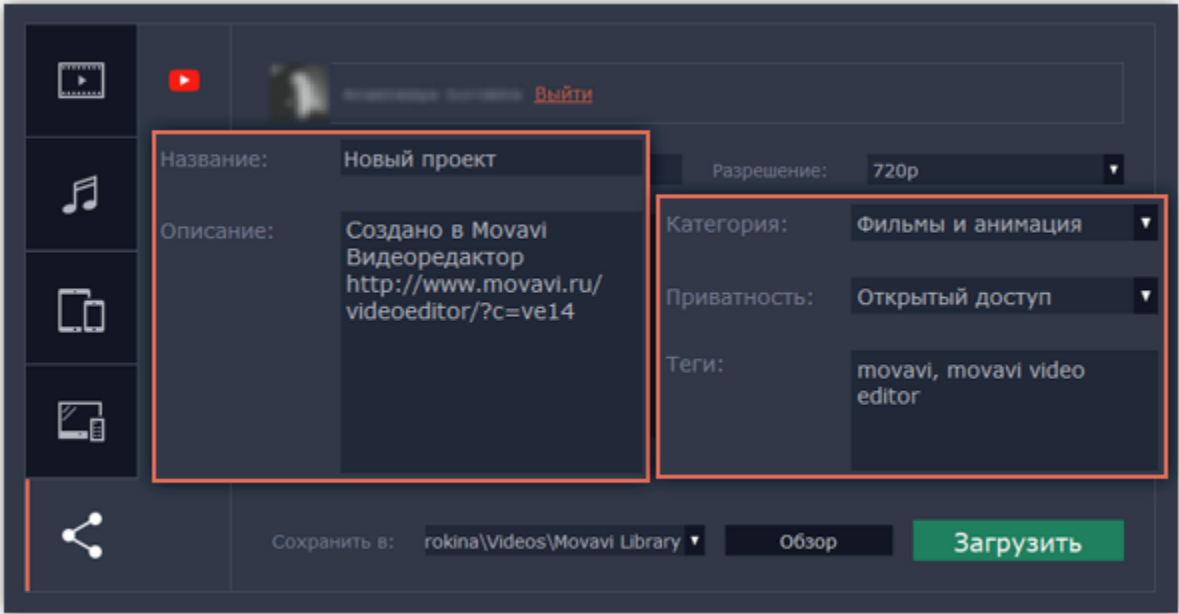 Выйти
Название:
Новый проект
Описание:
Создано в Movavi
Видеоредактор
http://www.movavi.ru/
videoeditor/?c=ve14
Разрешение:
720p
Категория:
Фильмы и анимация
Приватность:
Открытый доступ
Теги:
movavi, movavi video
editor
Сохранить в:
rokina\Videos\Movavi Library
Обзор
Загрузить